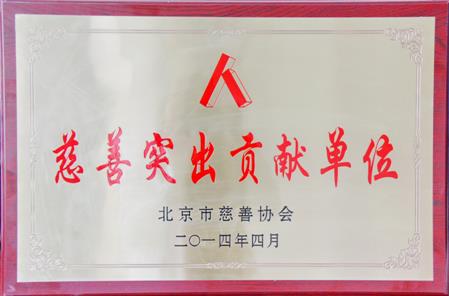 慈善突出贡献单位
北京市慈善协会
二〇一四年四月